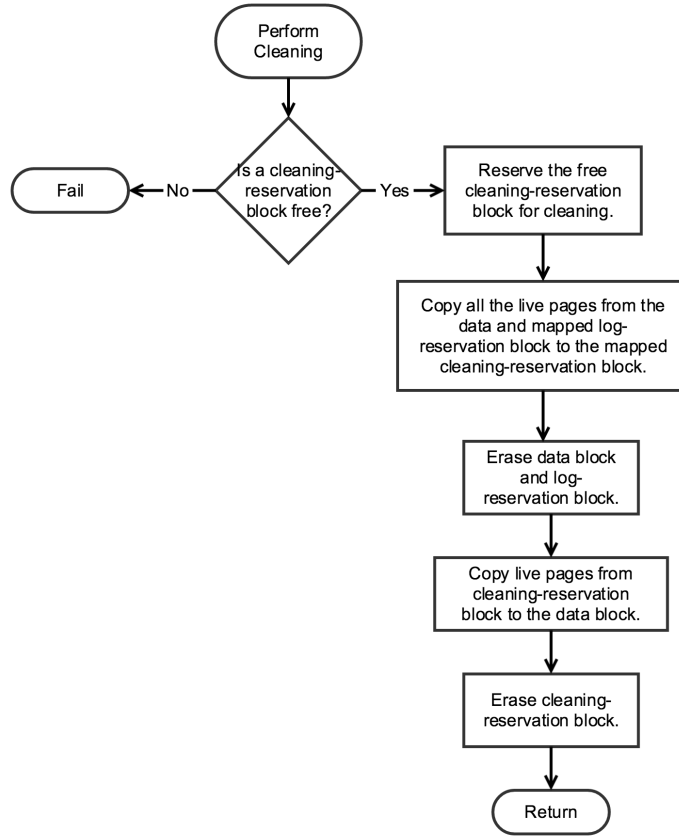 Perform
Cleaning
Is a cleaning-
reservation
block free?
No
Fail
Yes
Reserve the free
cleaning-reservation
block for cleaning.
Copy all the live pages from the
data and mapped log-
reservation block to the mapped
cleaning-reservation block.
Erase data block
and log-
reservation block.
Copy live pages from
cleaning-reservation
block to the data block.
Erase cleaning-
reservation block.
Return